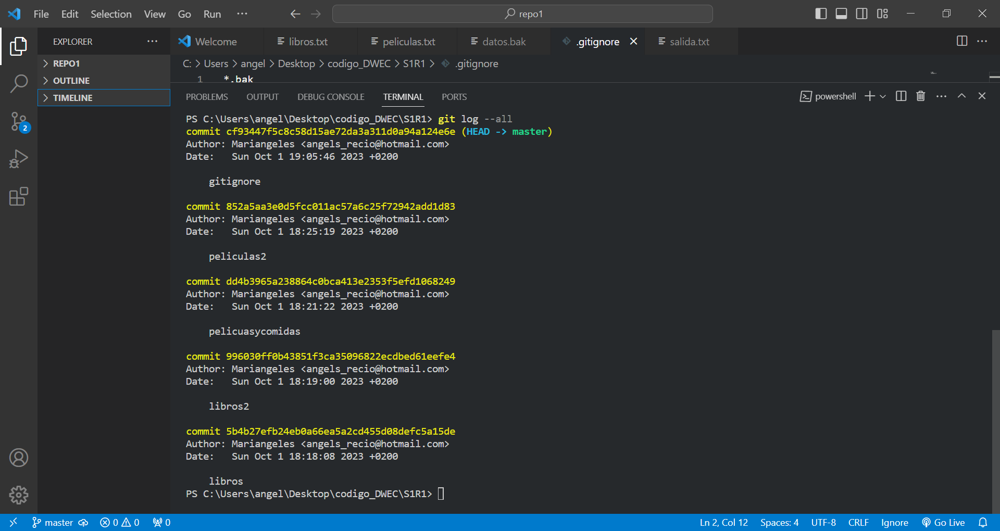 File Edit Selection View Go Run ···
repo1
EXPLORER ···
Welcome libros.txt peliculas.txt datos.bak .gitignore salida.txt
REPO1
OUTLINE
TIMELINE
C: > Users > angel > Desktop > codigo_DWEC > S1R1 > .gitignore
1 *.bak
PROBLEMS OUTPUT DEBUG CONSOLE TERMINAL PORTS
powershell
PS C:\Users\angel\Desktop\codigo_DWEC\S1R1> git log --all
commit cf93447f5c8c58d15ae72da3a311d0a94a124e6e (HEAD -> master)
Author: Mariangeles <angels_recio@hotmail.com>
Date:   Sun Oct 1 19:05:46 2023 +0200
gitignore
commit 852a5aa3e0d5fcc011ac57a6c25f72942add1d83
Author: Mariangeles <angels_recio@hotmail.com>
Date:   Sun Oct 1 18:25:19 2023 +0200
peliculas2
commit dd4b3965a238864c0bca413e2353f5efd1068249
Author: Mariangeles <angels_recio@hotmail.com>
Date:   Sun Oct 1 18:21:22 2023 +0200
pelicuasycomidas
commit 996030ff0b43851f3ca35096822ecdbed61eefe4
Author: Mariangeles <angels_recio@hotmail.com>
Date:   Sun Oct 1 18:19:00 2023 +0200
libros2
commit 5b4b27efb24eb0a66ea5a2cd455d08defc5a15de
Author: Mariangeles <angels_recio@hotmail.com>
Date:   Sun Oct 1 18:18:08 2023 +0200
libros
PS C:\Users\angel\Desktop\codigo_DWEC\S1R1>
2
master 0 0 0
Ln 2, Col 12 Spaces: 4 UTF-8 CRLF Ignore Go Live